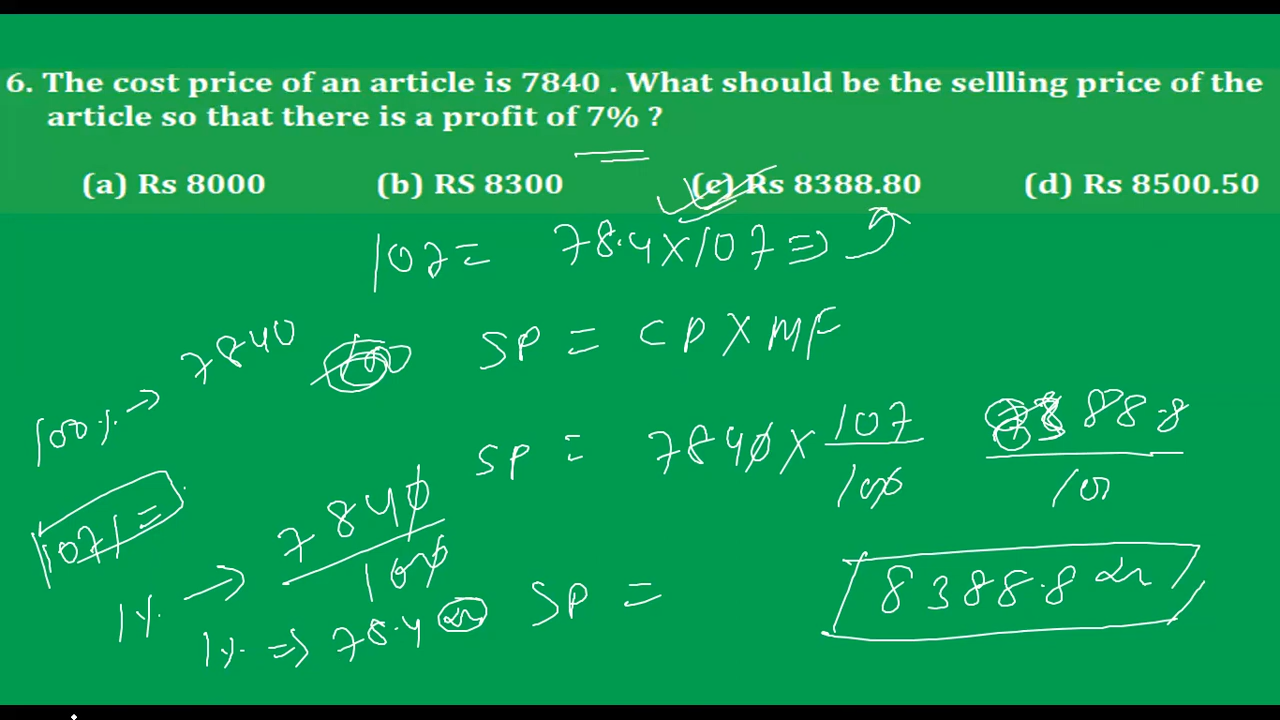 6. The cost price of an article is 7840 . What should be the sellling price of the
article so that there is a profit of 7% ?
(a) Rs 8000 (b) RS 8300 (c) Rs 8388.80 (d) Rs 8500.50
107 = 78.4 X 107 ⇒
100% → 7840
SP = CP X MF
SP = 7840 X 107/100
88.8
100
107% =
1% → 7840/100
1% ⇒ 78.4
SP =
8388.8